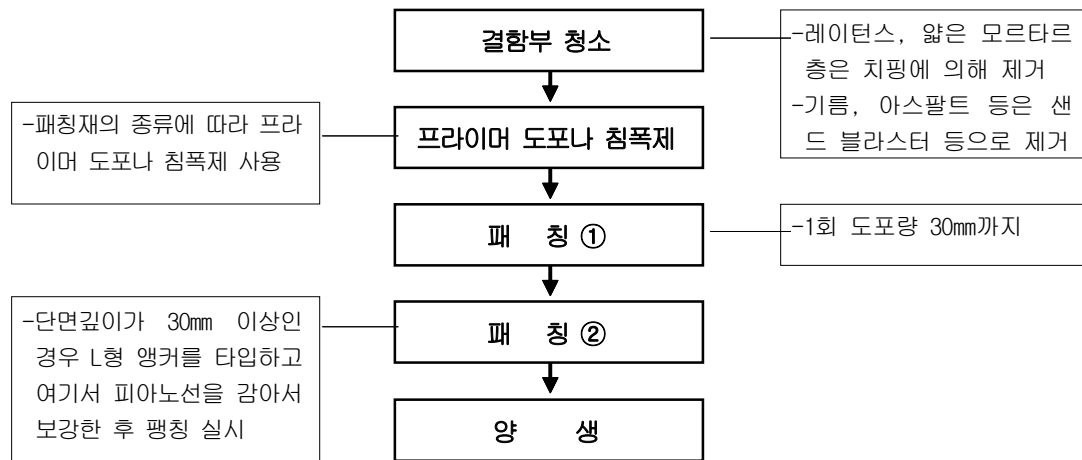 결함부 청소
-레이턴스, 얇은 모르타르
층은 치핑에 의해 제거
-기름, 아스팔트 등은 샌
드 블라스터 등으로 제거
-패칭재의 종류에 따라 프라
이머 도포나 침폭제 사용
프라이머 도포나 침폭제
패 칭 ①
-1회 도포량 30mm까지
-단면깊이가 30mm 이상인
경우 L형 앵커를 타입하고
여기서 피아노선을 감아서
보강한 후 팽칭 실시
패 칭 ②
양 생